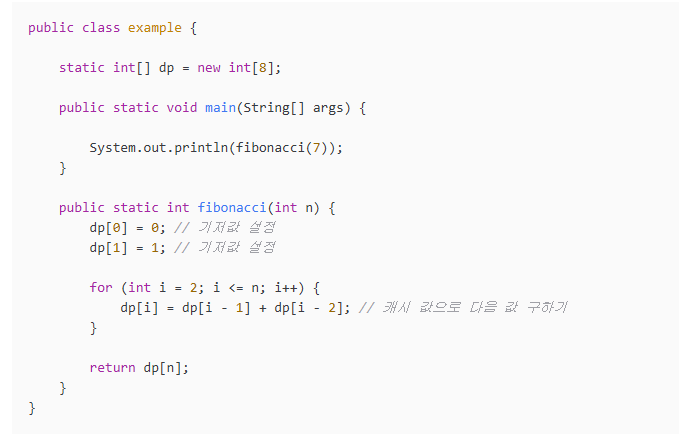 public class example {
static int[] dp = new int[8];
public static void main(String[] args) {
System.out.println(fibonacci(7));
}
public static int fibonacci(int n) {
dp[0] = 0; // 기저값 설정
dp[1] = 1; // 기저값 설정
for (int i = 2; i <= n; i++) {
dp[i] = dp[i - 1] + dp[i - 2]; // 캐시 값으로 다음 값 구하기
}
return dp[n];
}
}